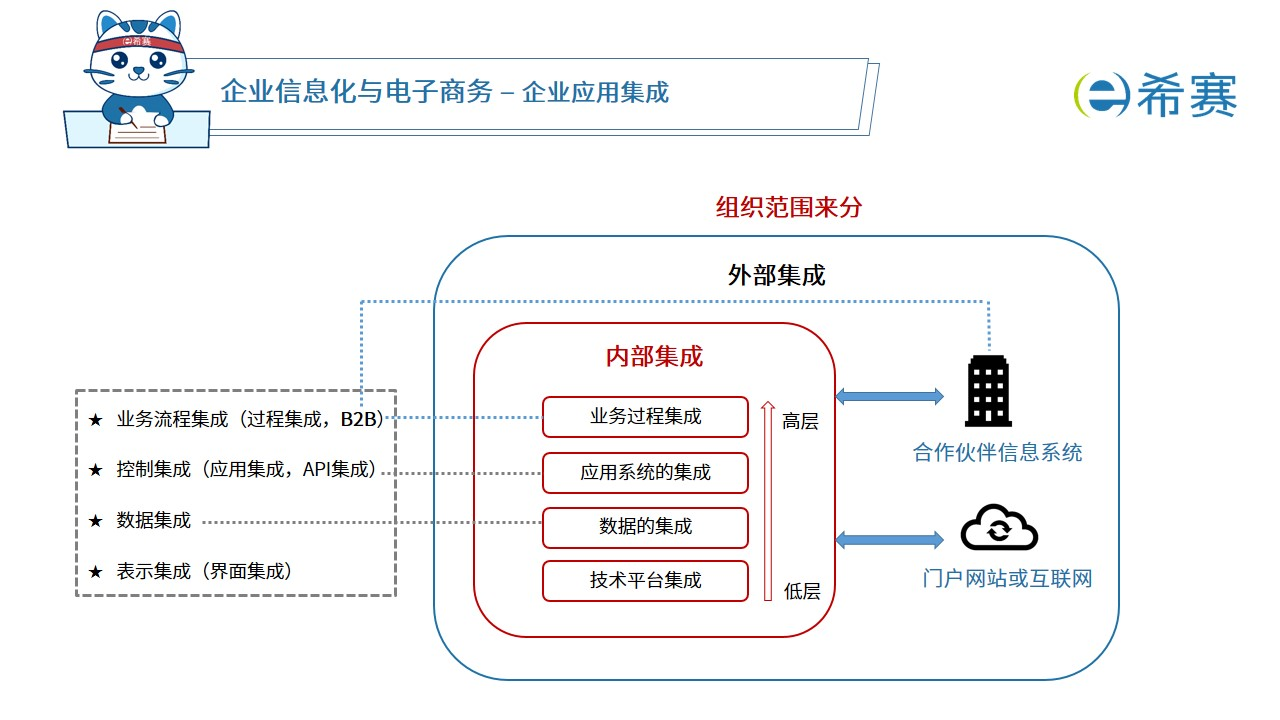 希赛
企业信息化与电子商务 – 企业应用集成
希赛
组织范围来分
外部集成
内部集成
★ 业务流程集成（过程集成，B2B）
业务过程集成
高层
★ 控制集成（应用集成，API集成）
应用系统的集成
合作伙伴信息系统
★ 数据集成
数据的集成
★ 表示集成（界面集成）
技术平台集成
低层
门户网站或互联网